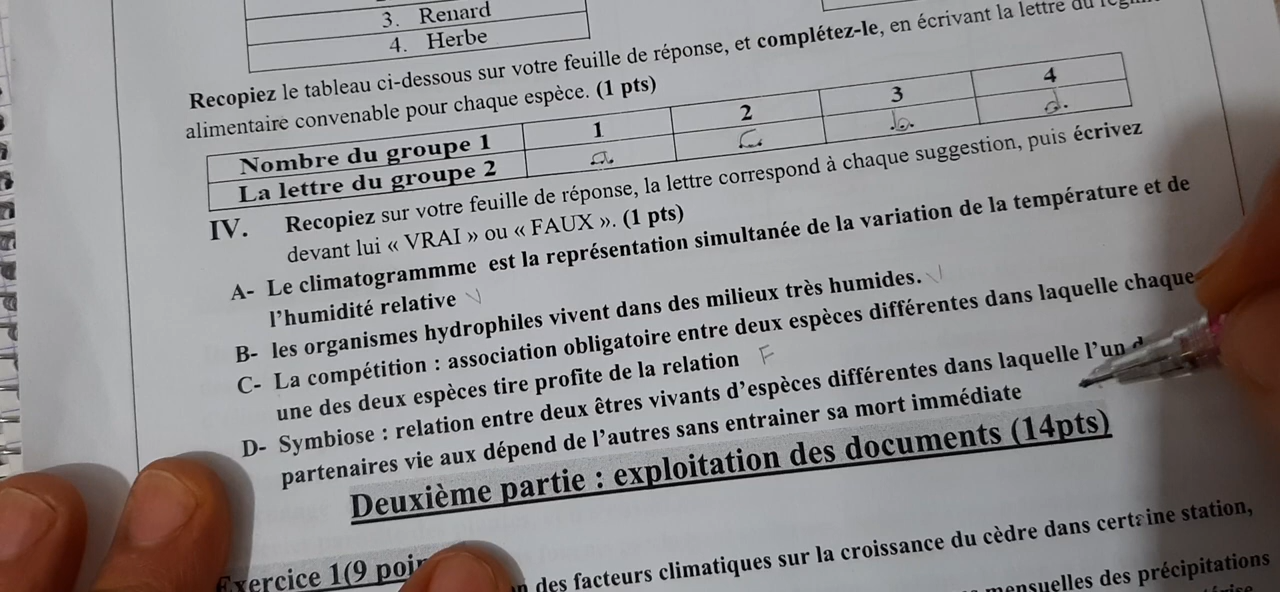 3. Renard
4. Herbe
Recopiez le tableau ci-dessous sur votre feuille de réponse, et complétez-le, en écrivant la lettre du
alimentaire convenable pour chaque espèce. (1 pts)
Nombre du groupe 1 1 2 3 4
La lettre du groupe 2 a c b. d.
IV. Recopiez sur votre feuille de réponse, la lettre correspond à chaque suggestion, puis écrivez
devant lui « VRAI » ou « FAUX ». (1 pts)
A- Le climatogrammme est la représentation simultanée de la variation de la température et de
l'humidité relative V
B- les organismes hydrophiles vivent dans des milieux très humides. V
C- La compétition : association obligatoire entre deux espèces différentes dans laquelle chaque
une des deux espèces tire profite de la relation F
D- Symbiose : relation entre deux êtres vivants d'espèces différentes dans laquelle l'un
partenaires vie aux dépend de l'autres sans entrainer sa mort immédiate
Deuxième partie : exploitation des documents (14pts)
Exercice 1(9
des facteurs climatiques sur la croissance du cèdre dans certaine station,
mensuelles des précipitations